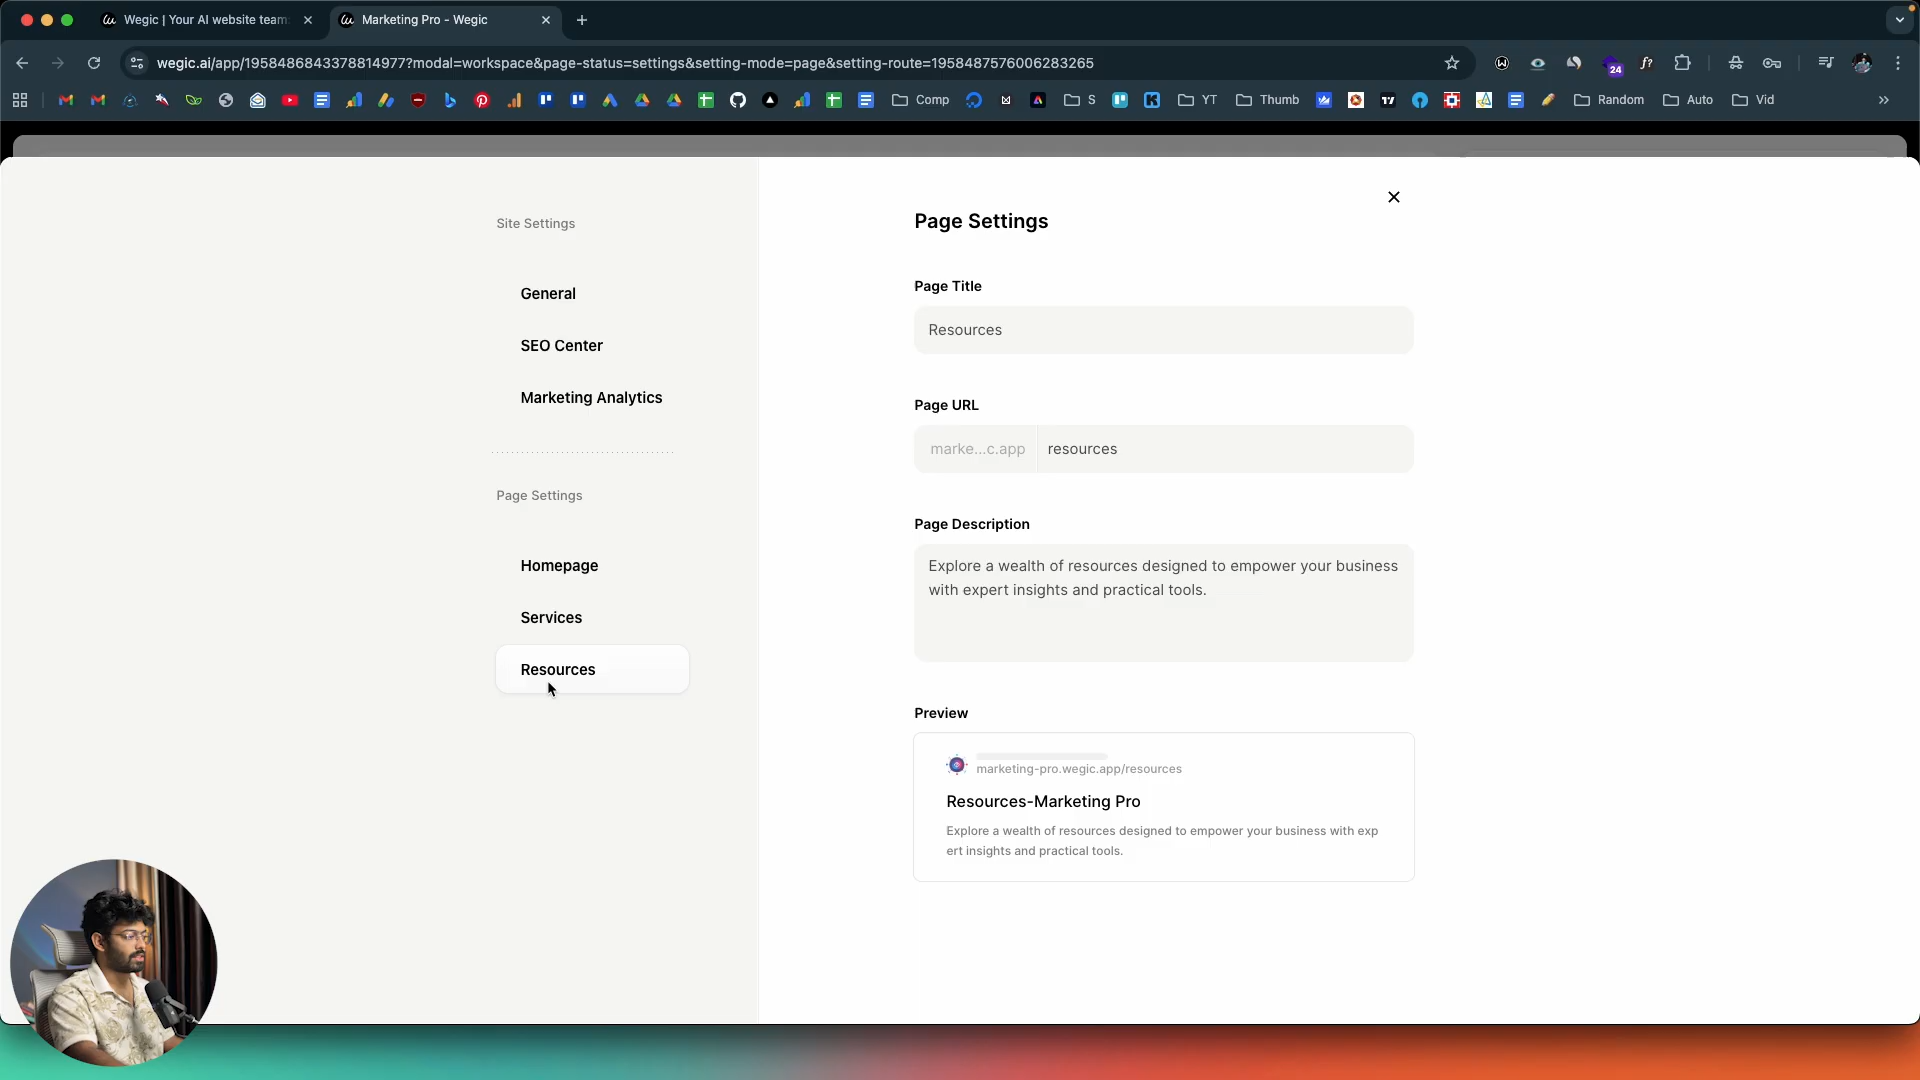 Wegic | Your AI website team:
Marketing Pro - Wegic
wegic.ai/app/1958486843378814977?modal=workspace&page-status=settings&setting-mode=page&setting-route=1958487576006283265
24
f?
Comp
S
YT
Thumb
Random
Auto
Vid
Site Settings
General
SEO Center
Marketing Analytics
Page Settings
Homepage
Services
Resources
Page Settings
Page Title
Resources
Page URL
marke...c.app
resources
Page Description
Explore a wealth of resources designed to empower your business
with expert insights and practical tools.
Preview
marketing-pro.wegic.app/resources
Resources-Marketing Pro
Explore a wealth of resources designed to empower your business with exp
ert insights and practical tools.